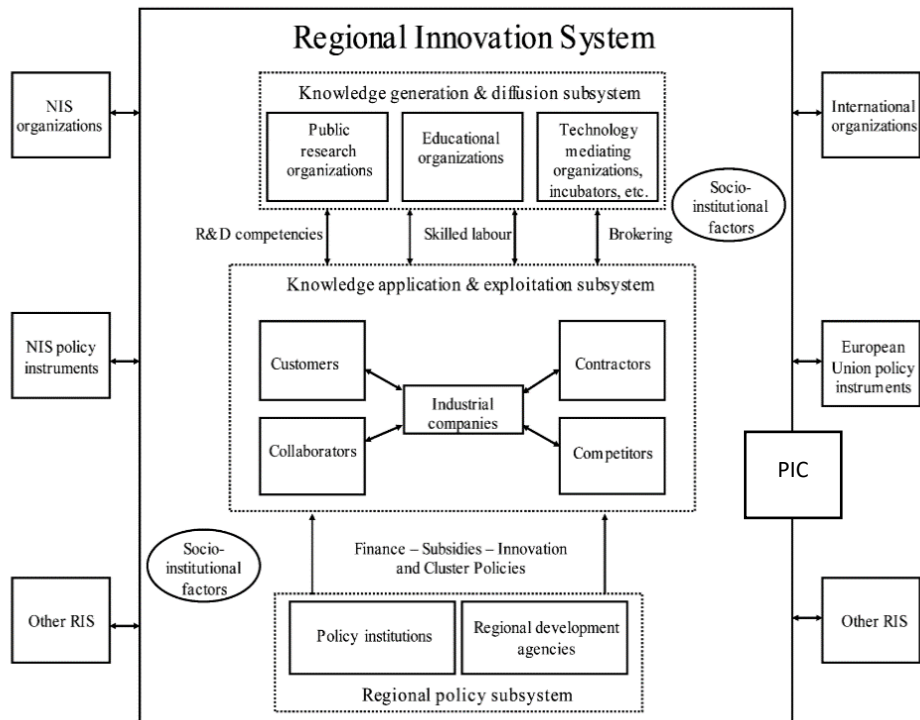 Regional Innovation System
Knowledge generation & diffusion subsystem
Public
research
organizations
Educational
organizations
Technology
mediating
organizations,
incubators, etc.
NIS
organizations
International
organizations
Socio-
institutional
factors
R&D competencies
Skilled labour
Brokering
Knowledge application & exploitation subsystem
Customers
Contractors
Industrial
companies
Collaborators
Competitors
NIS policy
instruments
European
Union policy
instruments
PIC
Socio-
institutional
factors
Finance – Subsidies – Innovation
and Cluster Policies
Other RIS
Other RIS
Policy institutions
Regional development
agencies
Regional policy subsystem